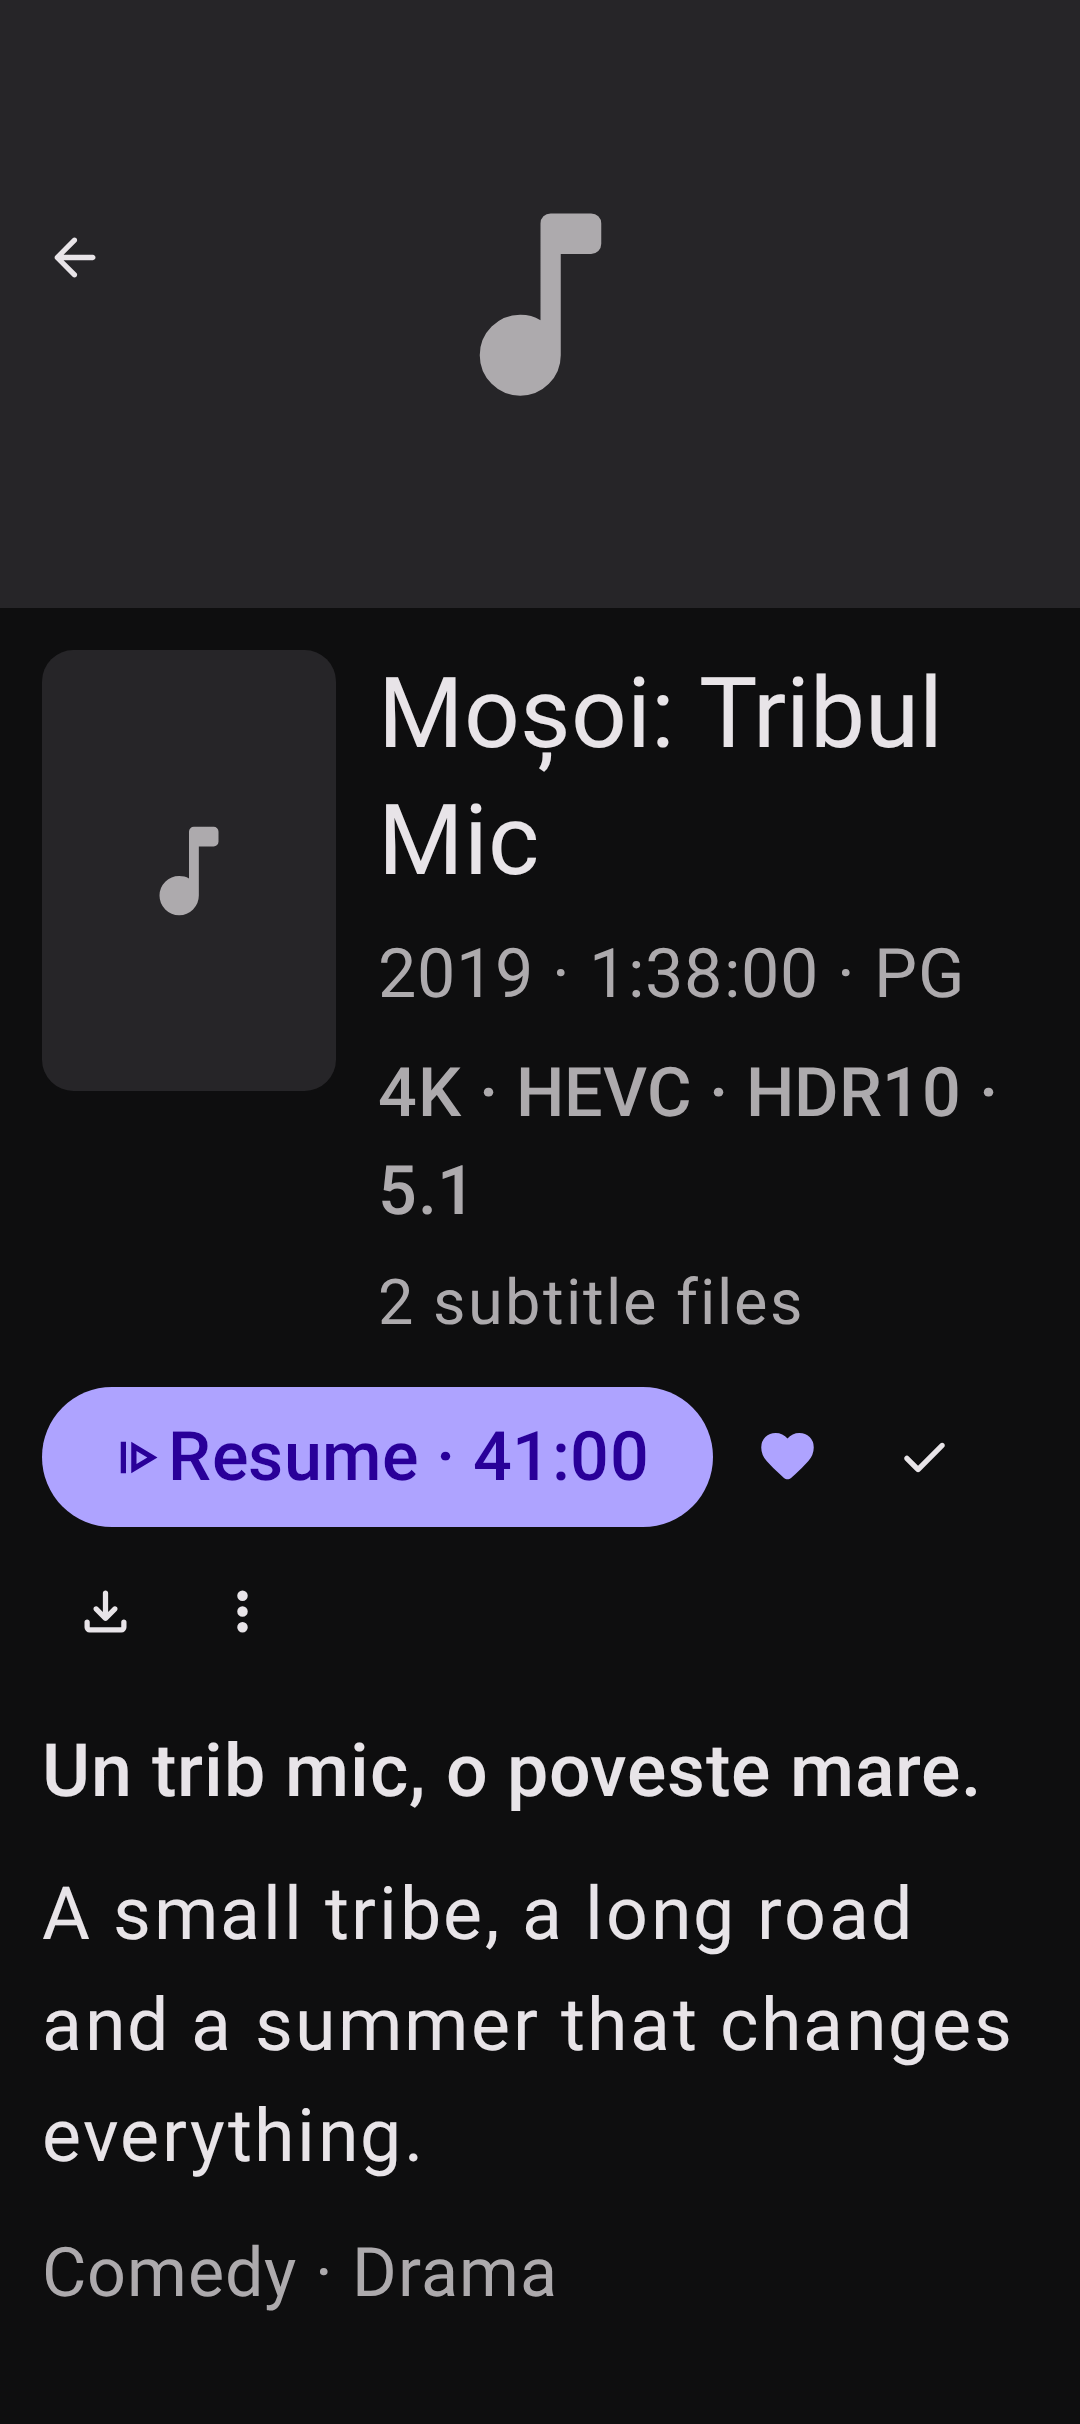 Moșoi: Tribul
Mic
2019 · 1:38:00 · PG
4K · HEVC · HDR10 ·
5.1
2 subtitle files
Resume · 41:00
Un trib mic, o poveste mare.
A small tribe, a long road
and a summer that changes
everything.
Comedy · Drama